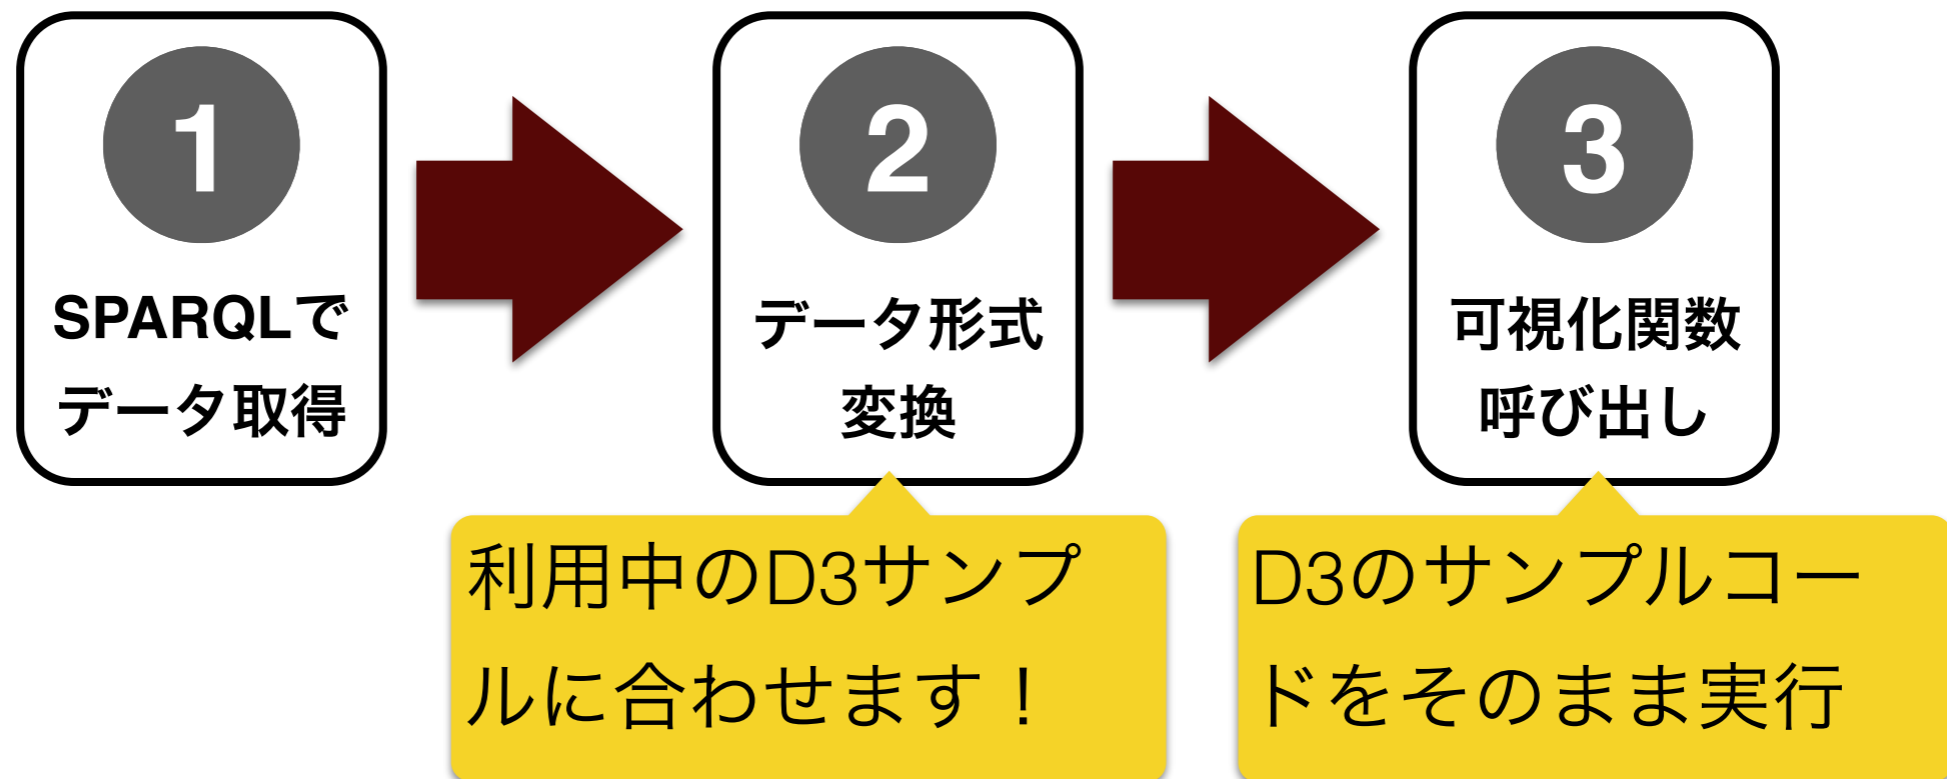 1
SPARQLで
データ取得
2
データ形式
変換
3
可視化関数
呼び出し
利用中のD3サンプ
ルに合わせます！
D3のサンプルコー
ドをそのまま実行